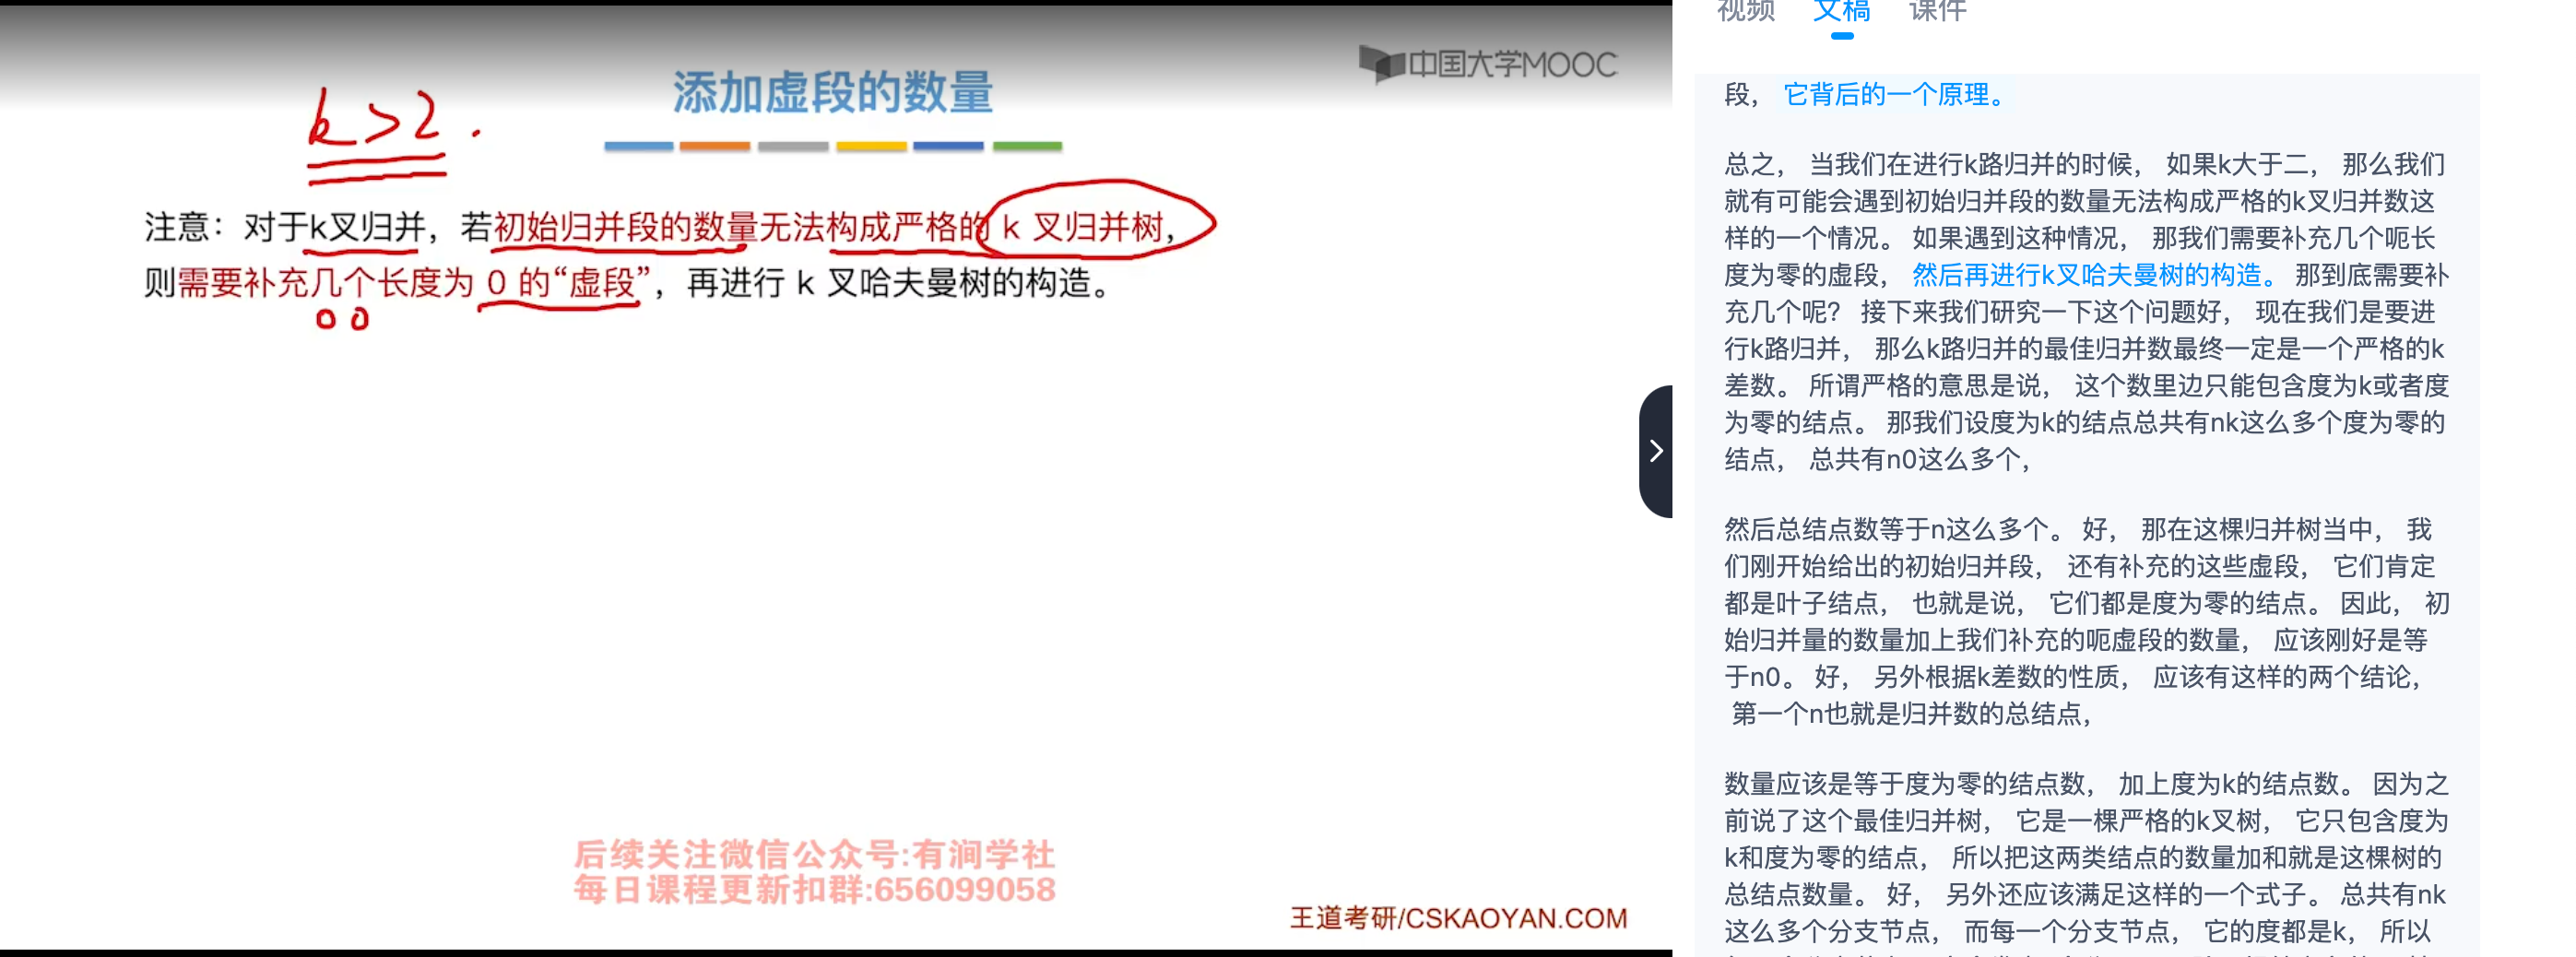 中国大学MOOC
添加虚段的数量
k>2.
注意：对于k叉归并，若初始归并段的数量无法构成严格的 k 叉归并树，
则需要补充几个长度为 0 的“虚段”，再进行 k 叉哈夫曼树的构造。
0 0
后续关注微信公众号:有涧学社
每日课程更新扣群:656099058
王道考研/CSKAOYAN.COM
视频 文稿 课件
段， 它背后的一个原理。
总之， 当我们在进行k路归并的时候， 如果k大于二， 那么我们
就有可能会遇到初始归并段的数量无法构成严格的k叉归并数这
样的一个情况。 如果遇到这种情况， 那我们需要补充几个呃长
度为零的虚段， 然后再进行k叉哈夫曼树的构造。 那到底需要补
充几个呢？ 接下来我们研究一下这个问题好， 现在我们是要进
行k路归并， 那么k路归并的最佳归并数最终一定是一个严格的k
差数。 所谓严格的意思是说， 这个数里边只能包含度为k或者度
为零的结点。 那我们设度为k的结点总共有nk这么多个度为零的
结点， 总共有n0这么多个，
然后总结点数等于n这么多个。 好， 那在这棵归并树当中， 我
们刚开始给出的初始归并段， 还有补充的这些虚段， 它们肯定
都是叶子结点， 也就是说， 它们都是度为零的结点。 因此， 初
始归并量的数量加上我们补充的呃虚段的数量， 应该刚好是等
于n0。 好， 另外根据k差数的性质， 应该有这样的两个结论，
第一个n也就是归并数的总结点，
数量应该是等于度为零的结点数， 加上度为k的结点数。 因为之
前说了这个最佳归并树， 它是一棵严格的k叉树， 它只包含度为
k和度为零的结点， 所以把这两类结点的数量加和就是这棵树的
总结点数量。 好， 另外还应该满足这样的一个式子。 总共有nk
这么多个分支节点， 而每一个分支节点， 它的度都是k， 所以